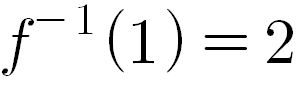 f⁻¹(1) = 2